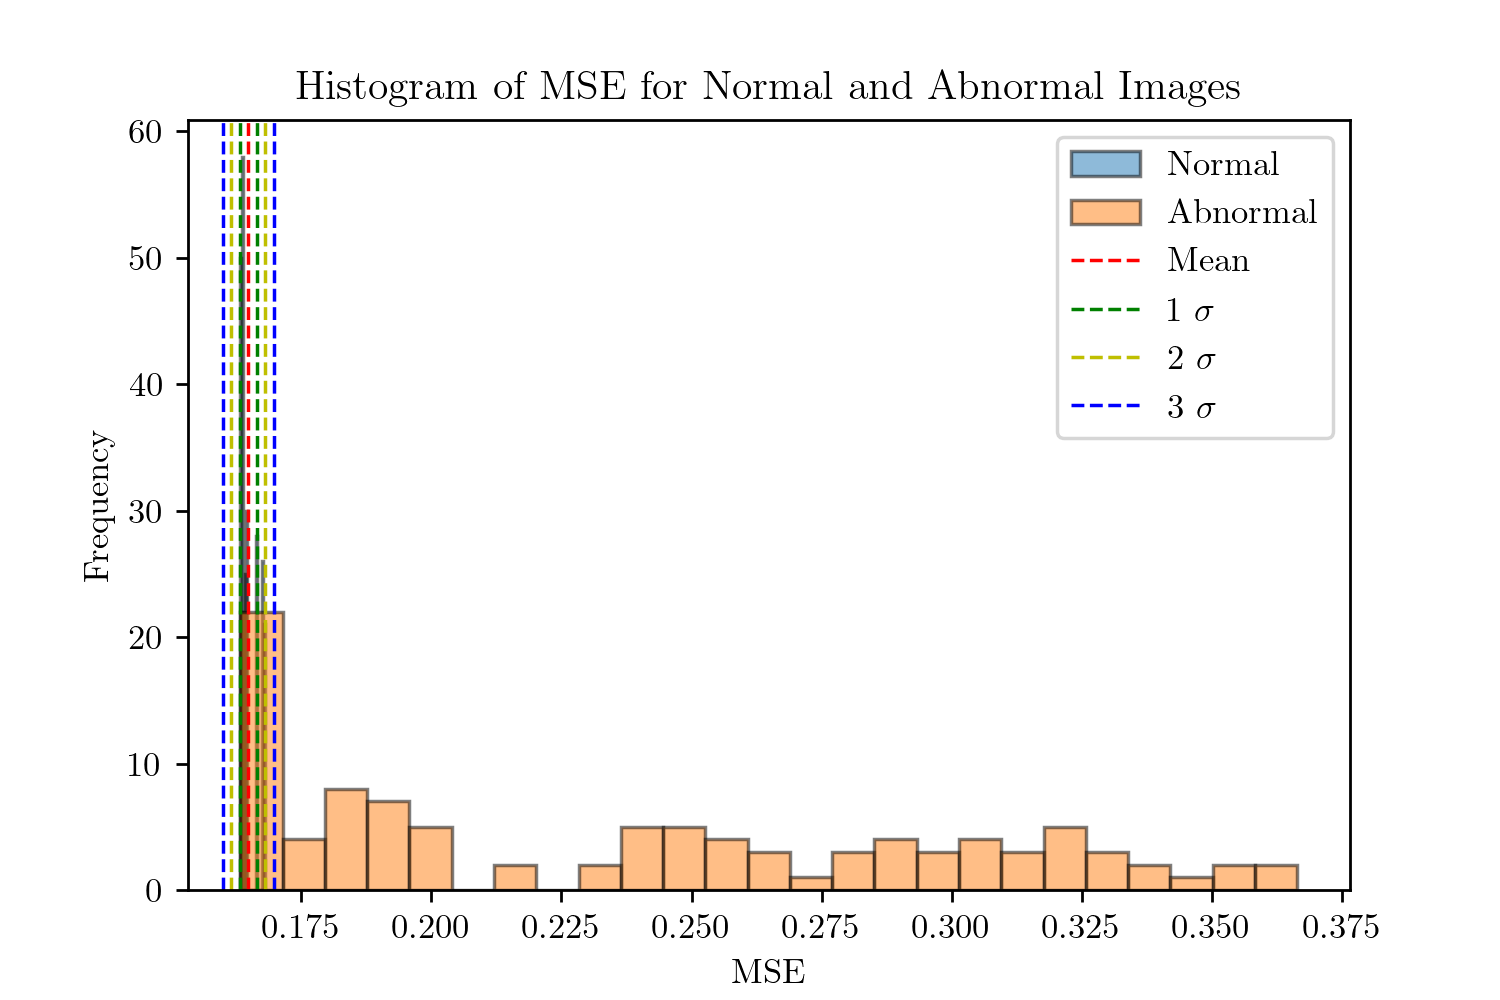 Histogram of MSE for Normal and Abnormal Images
60
50
40
30
20
10
0
Frequency
Normal
Abnormal
Mean
1 σ
2 σ
3 σ
0.175 0.200 0.225 0.250 0.275 0.300 0.325 0.350 0.375
MSE